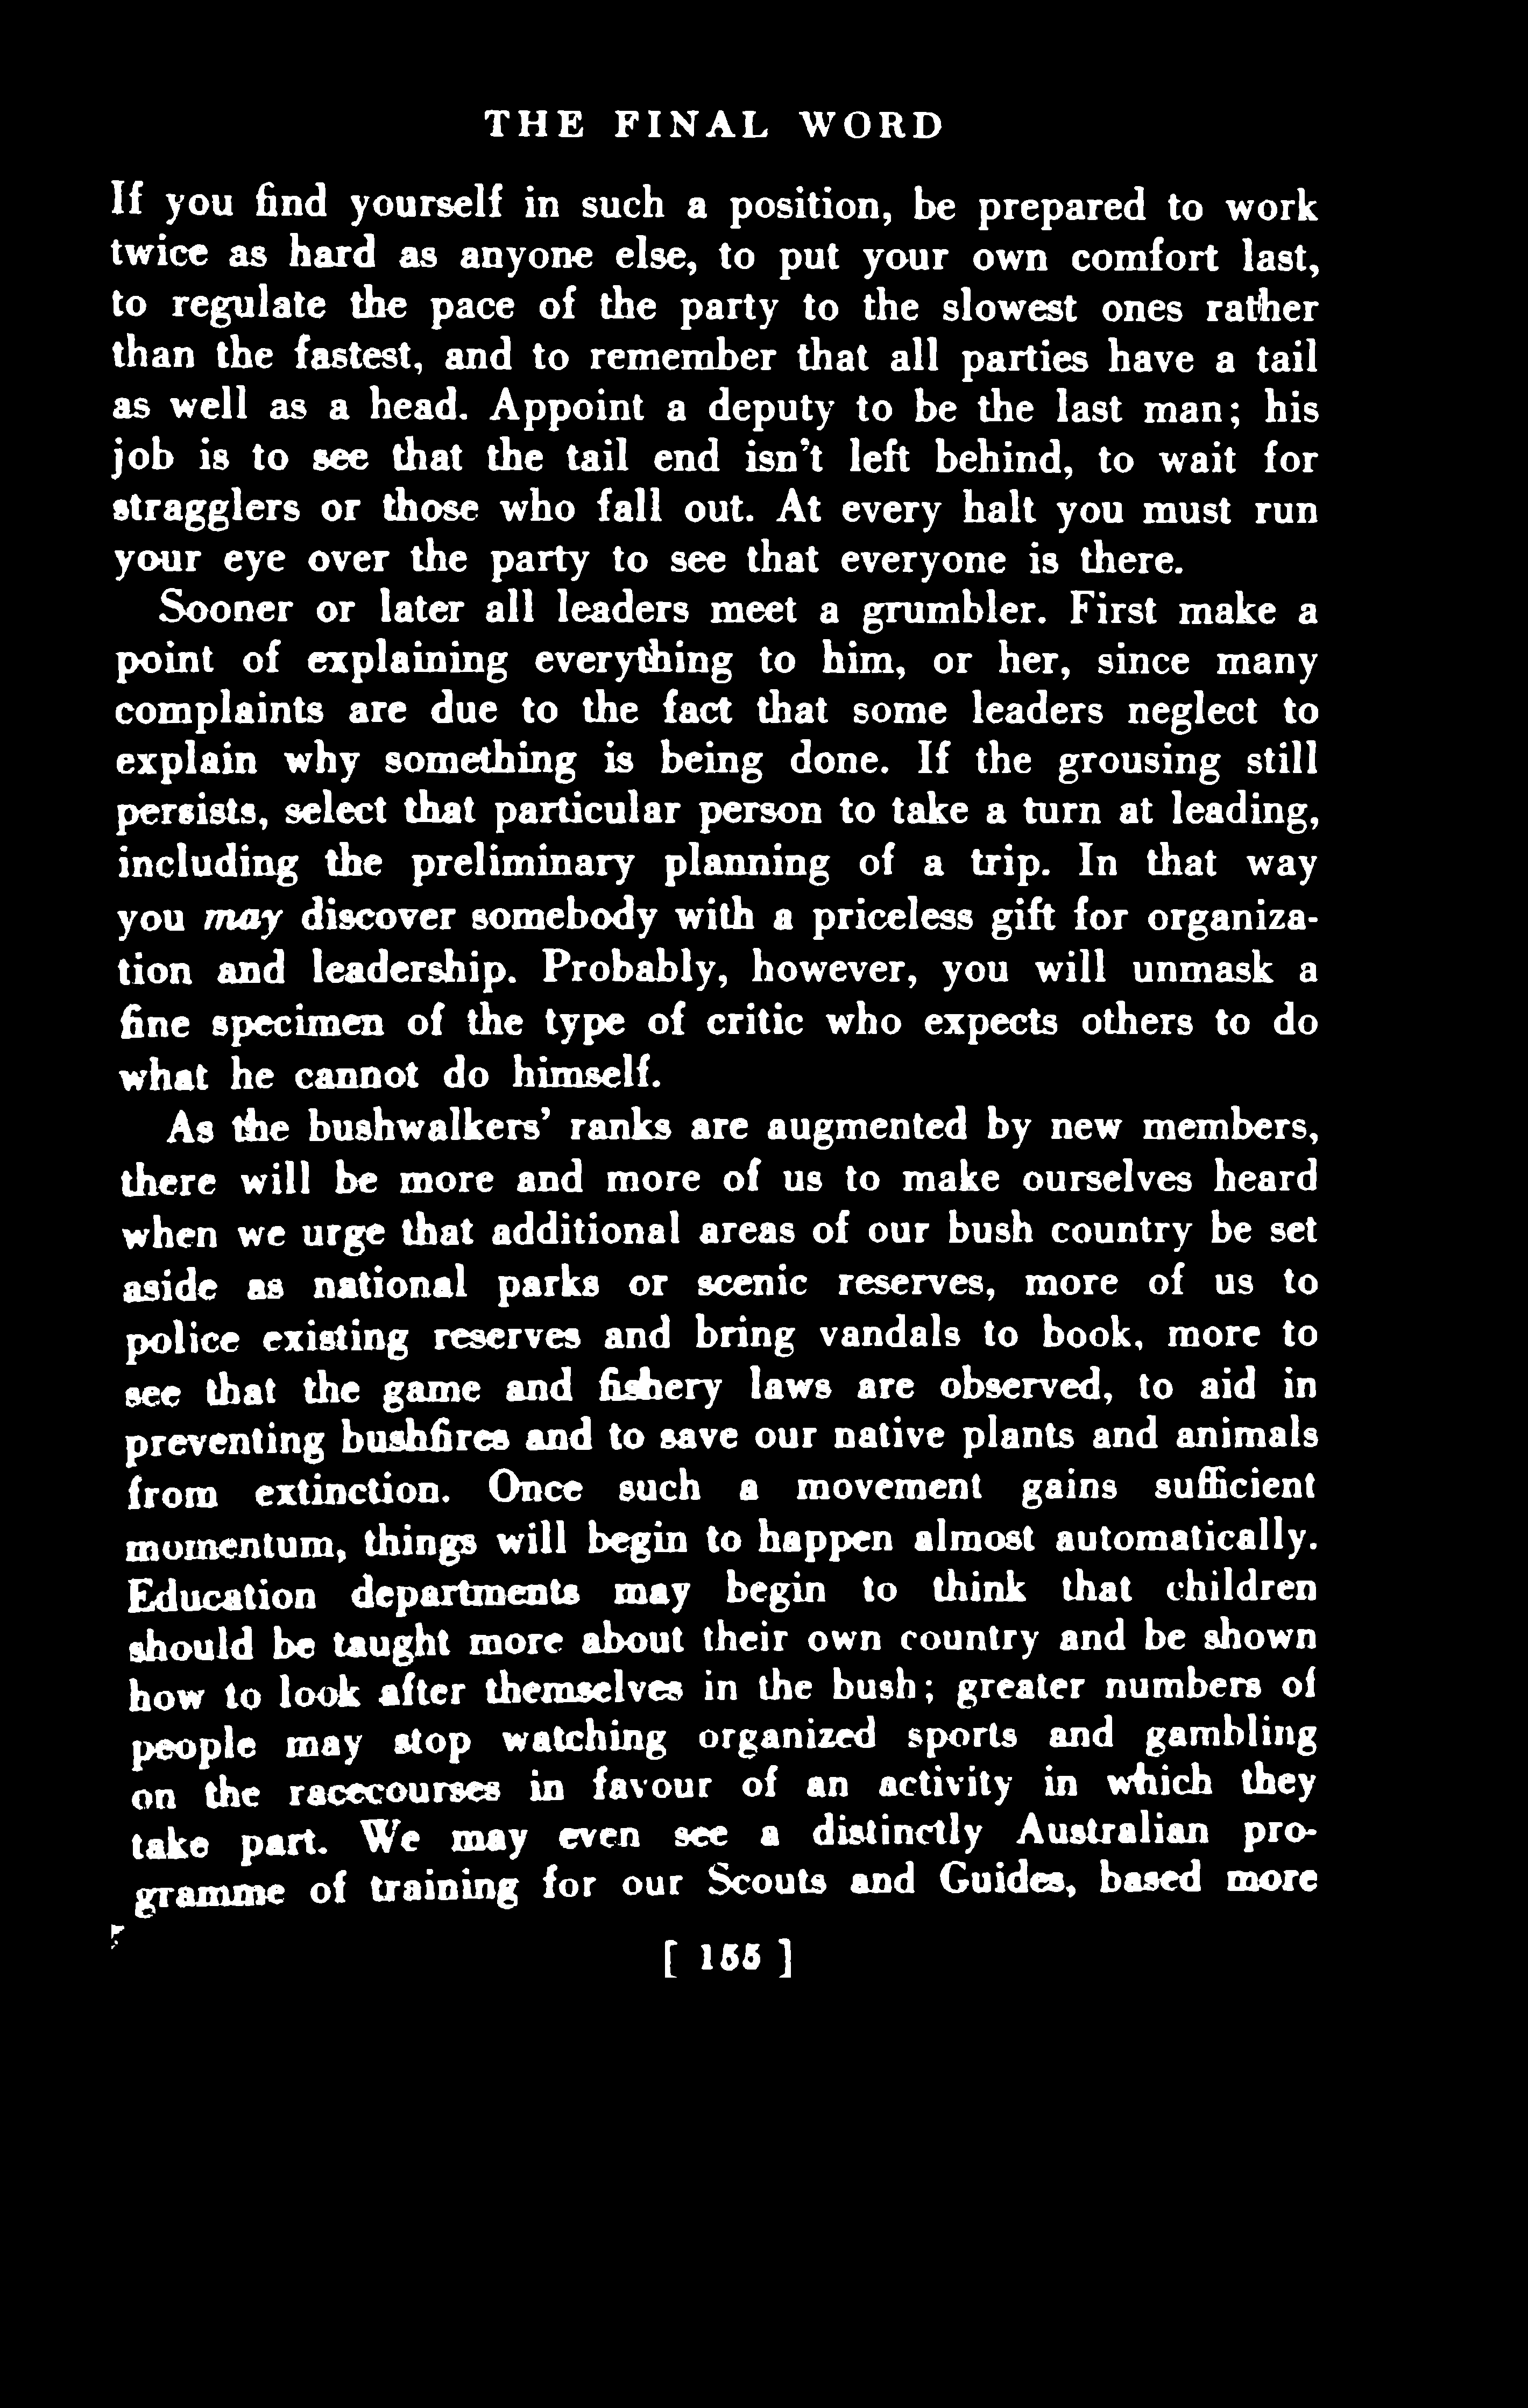 THE FINAL WORD
If you find yourself in such a position, be prepared to work
twice as hard as anyone else, to put your own comfort last,
to regulate the pace of the party to the slowest ones rather
than the fastest, and to remember that all parties have a tail
as well as a head. Appoint a deputy to be the last man; his
job is to see that the tail end isn't left behind, to wait for
stragglers or those who fall out. At every halt you must run
your eye over the party to see that everyone is there.
Sooner or later all leaders meet a grumbler. First make a
point of explaining everything to him, or her, since many
complaints are due to the fact that some leaders neglect to
explain why something is being done. If the grousing still
persists, select that particular person to take a turn at leading,
including the preliminary planning of a trip. In that way
you may discover somebody with a priceless gift for organiza-
tion and leadership. Probably, however, you will unmask a
fine specimen of the type of critic who expects others to do
what he cannot do himself.
As the bushwalkers' ranks are augmented by new members,
there will be more and more of us to make ourselves heard
when we urge that additional areas of our bush country be set
aside as national parks or scenic reserves, more of us to
police existing reserves and bring vandals to book, more to
see that the game and fishery laws are observed, to aid in
preventing bushfires and to save our native plants and animals
from extinction. Once such a movement gains sufficient
momentum, things will begin to happen almost automatically.
Education departments may begin to think that children
should be taught more about their own country and be shown
how to look after themselves in the bush; greater numbers of
people may stop watching organized sports and gambling
on the racecourses in favour of an activity in which they
take part. We may even see a distinctly Australian pro-
gramme of training for our Scouts and Guides, based more
[ 155 ]